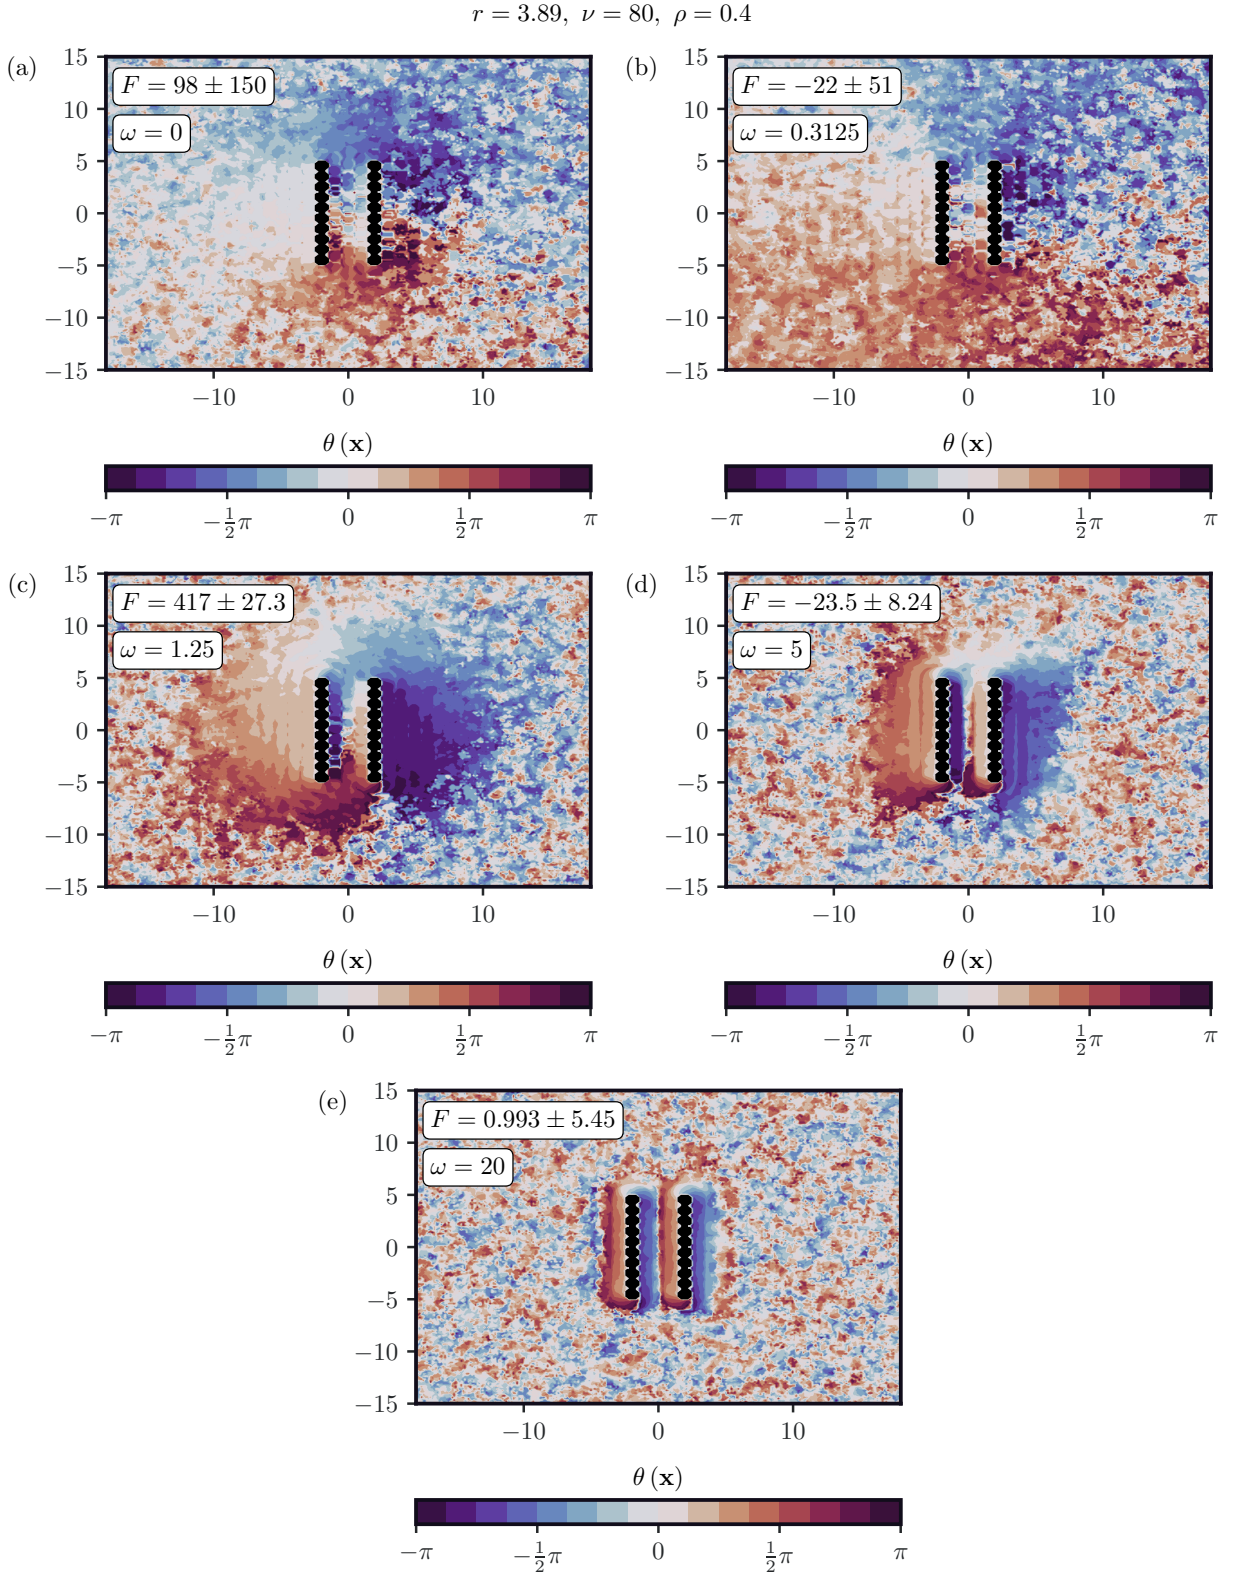 r = 3.89, ν = 80, ρ = 0.4
(a)
F = 98 ± 150
ω = 0
15
10
5
0
−5
−10
−15
−10
0
10
θ (x)
−π
−½π
0
½π
π
(b)
F = −22 ± 51
ω = 0.3125
15
10
5
0
−5
−10
−15
−10
0
10
θ (x)
−π
−½π
0
½π
π
(c)
F = 417 ± 27.3
ω = 1.25
15
10
5
0
−5
−10
−15
−10
0
10
θ (x)
−π
−½π
0
½π
π
(d)
F = −23.5 ± 8.24
ω = 5
15
10
5
0
−5
−10
−15
−10
0
10
θ (x)
−π
−½π
0
½π
π
(e)
F = 0.993 ± 5.45
ω = 20
15
10
5
0
−5
−10
−15
−10
0
10
θ (x)
−π
−½π
0
½π
π